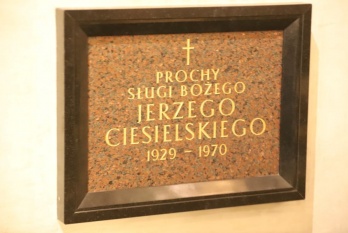 PROCHY
SŁUGI BOŻEGO
JERZEGO
CIESIELSKIEGO
1929 – 1970